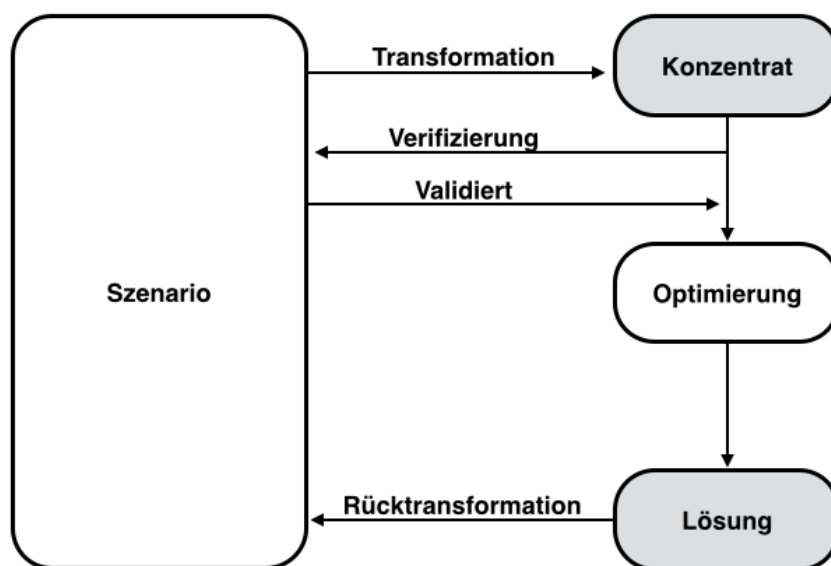 Transformation
Konzentrat
Verifizierung
Validiert
Szenario
Optimierung
Rücktransformation
Lösung